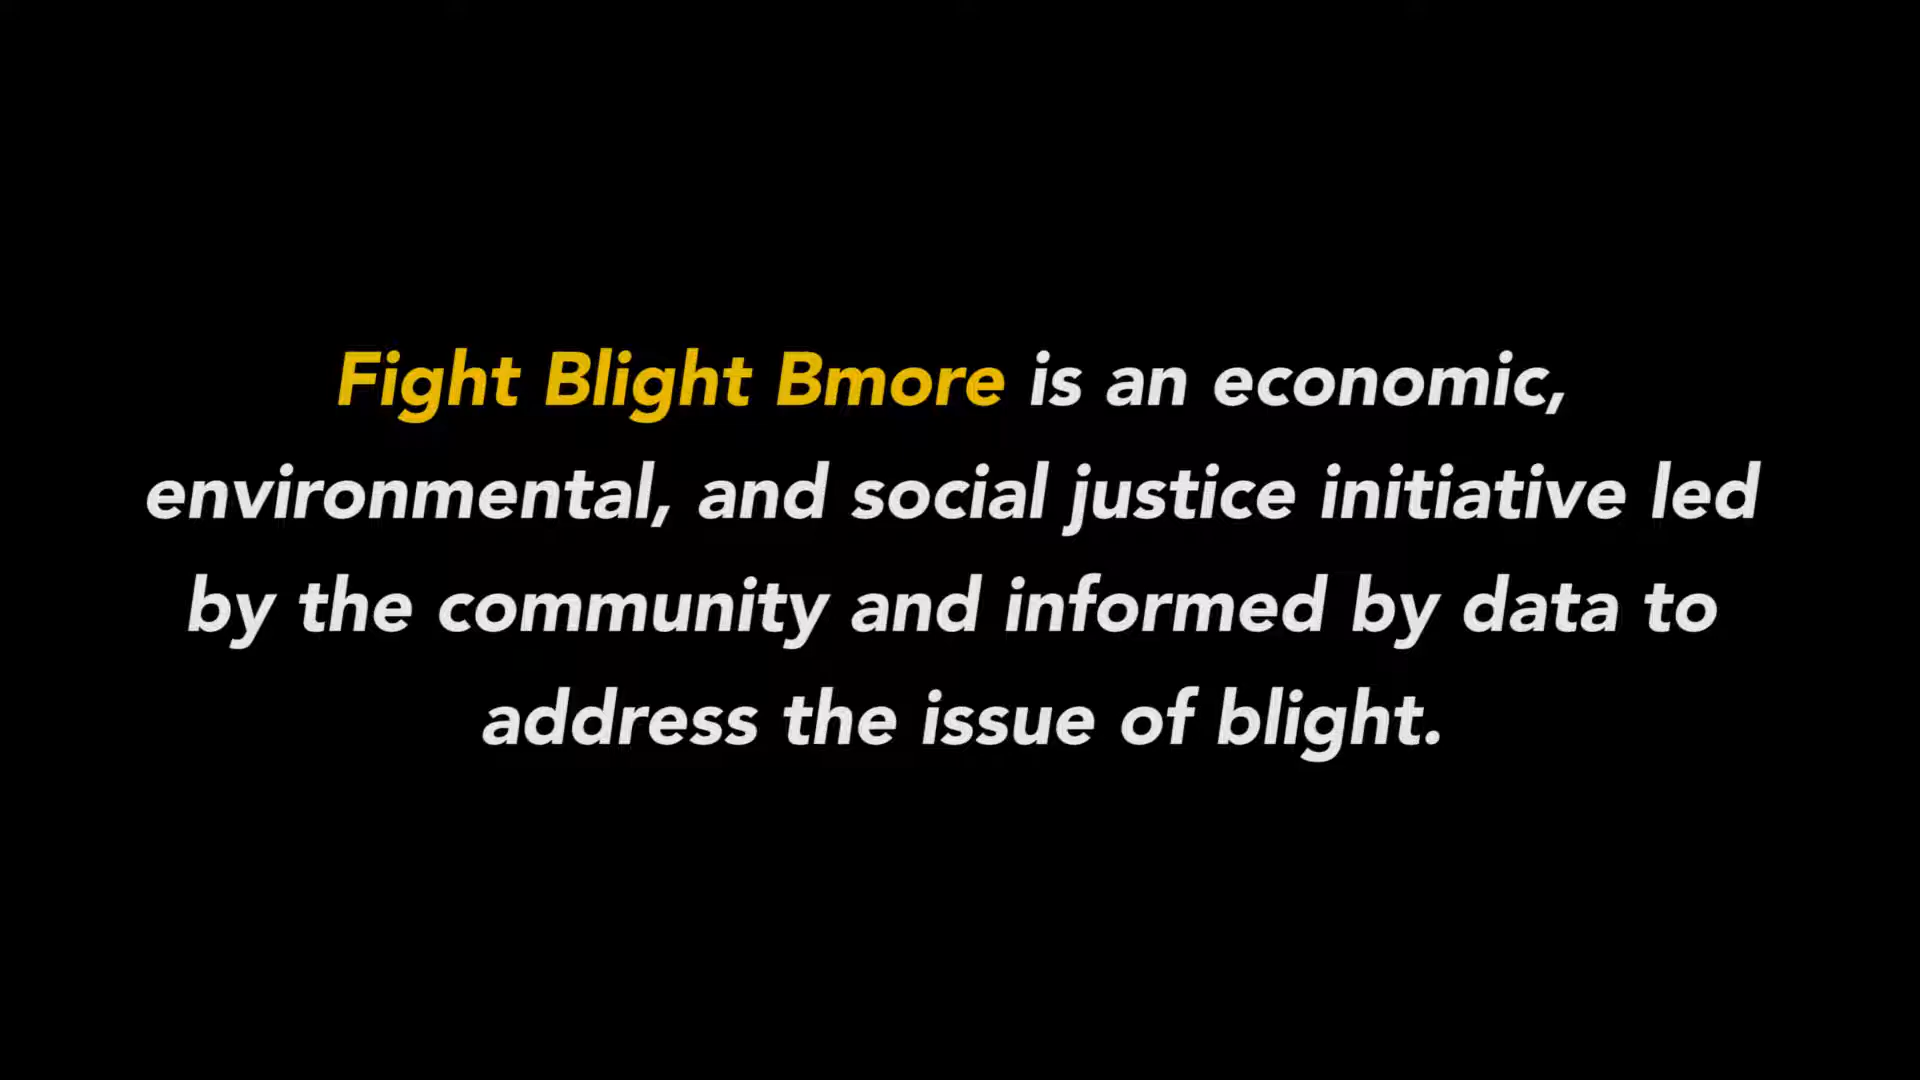 Fight Blight Bmore is an economic,
environmental, and social justice initiative led
by the community and informed by data to
address the issue of blight.